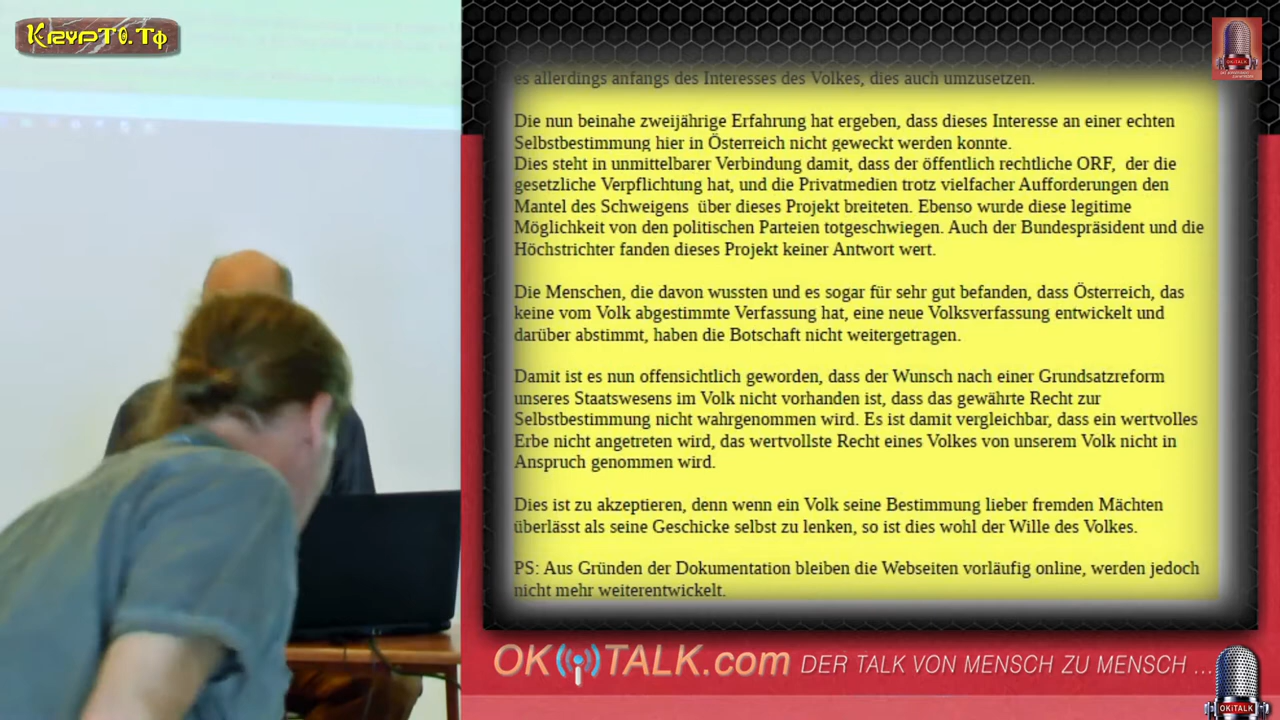 KrypT0.Tφ
es allerdings anfangs des Interesses des Volkes, dies auch umzusetzen.
Die nun beinahe zweijährige Erfahrung hat ergeben, dass dieses Interesse an einer echten
Selbstbestimmung hier in Österreich nicht geweckt werden konnte.
Dies steht in unmittelbarer Verbindung damit, dass der öffentlich rechtliche ORF,  der die
gesetzliche Verpflichtung hat, und die Privatmedien trotz vielfacher Aufforderungen den
Mantel des Schweigens  über dieses Projekt breiteten. Ebenso wurde diese legitime
Möglichkeit von den politischen Parteien totgeschwiegen. Auch der Bundespräsident und die
Höchstrichter fanden dieses Projekt keiner Antwort wert.
Die Menschen, die davon wussten und es sogar für sehr gut befanden, dass Österreich, das
keine vom Volk abgestimmte Verfassung hat, eine neue Volksverfassung entwickelt und
darüber abstimmt, haben die Botschaft nicht weitergetragen.
Damit ist es nun offensichtlich geworden, dass der Wunsch nach einer Grundsatzreform
unseres Staatswesens im Volk nicht vorhanden ist, dass das gewährte Recht zur
Selbstbestimmung nicht wahrgenommen wird. Es ist damit vergleichbar, dass ein wertvolles
Erbe nicht angetreten wird, das wertvollste Recht eines Volkes von unserem Volk nicht in
Anspruch genommen wird.
Dies ist zu akzeptieren, denn wenn ein Volk seine Bestimmung lieber fremden Mächten
überlässt als seine Geschicke selbst zu lenken, so ist dies wohl der Wille des Volkes.
PS: Aus Gründen der Dokumentation bleiben die Webseiten vorläufig online, werden jedoch
nicht mehr weiterentwickelt.
OKiTALK.com DER TALK VON MENSCH ZU MENSCH ...
OKiTALK
OKiTALK